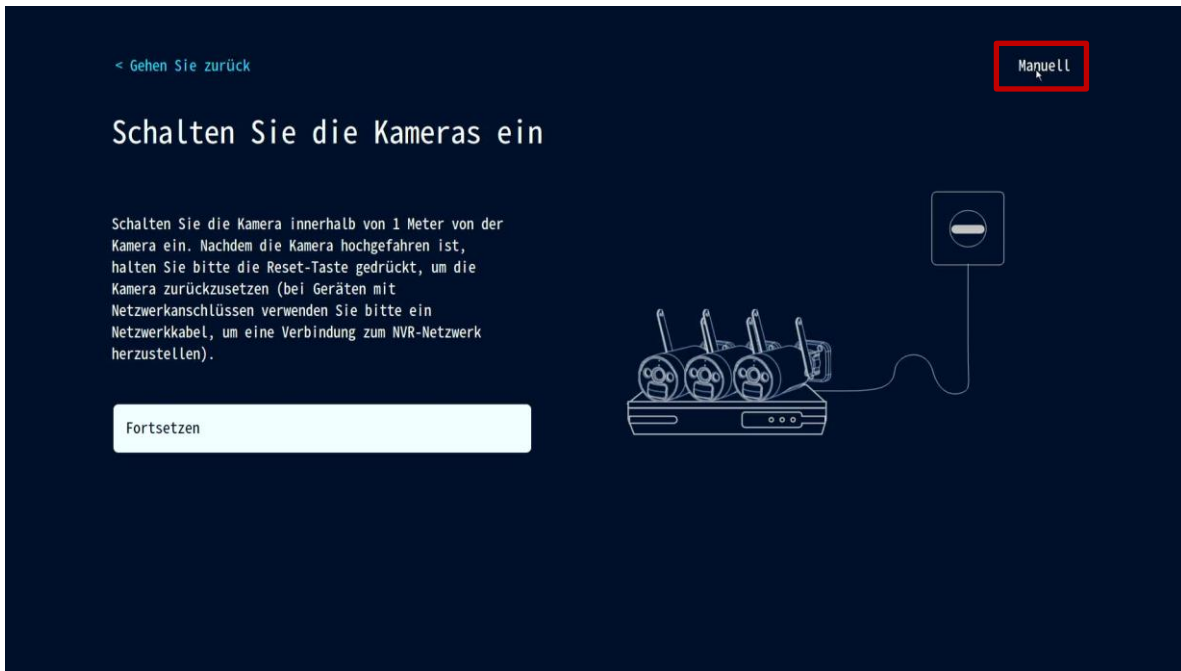 < Gehen Sie zurück
Manuell
Schalten Sie die Kameras ein
Schalten Sie die Kamera innerhalb von 1 Meter von der
Kamera ein. Nachdem die Kamera hochgefahren ist,
halten Sie bitte die Reset-Taste gedrückt, um die
Kamera zurückzusetzen (bei Geräten mit
Netzwerkanschlüssen verwenden Sie bitte ein
Netzwerkkabel, um eine Verbindung zum NVR-Netzwerk
herzustellen).
Fortsetzen